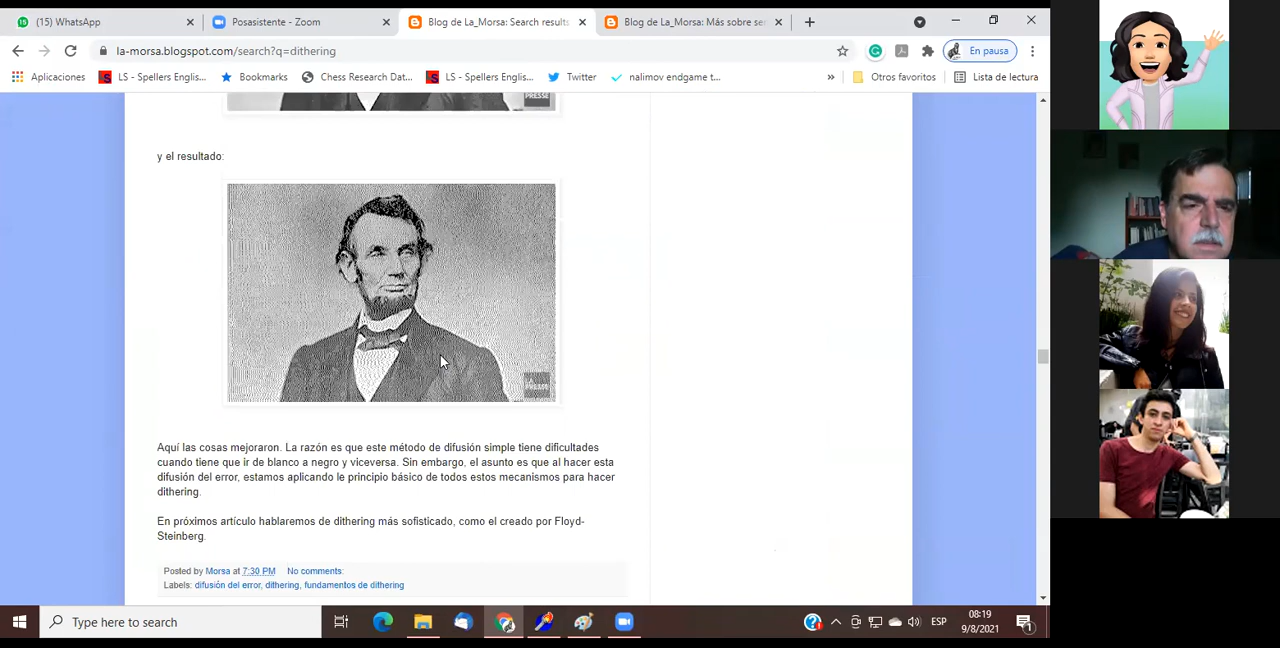 (15) WhatsApp
Posasistente - Zoom
Blog de La_Morsa: Search results
Blog de La_Morsa: Más sobre se
la-morsa.blogspot.com/search?q=dithering
En pausa
Aplicaciones
LS - Spellers Englis...
Bookmarks
Chess Research Dat...
LS - Spellers Englis...
Twitter
nalimov endgame t...
»
Otros favoritos
Lista de lectura
PRESSE
y el resultado:
LA PRESSE
Aquí las cosas mejoraron. La razón es que este método de difusión simple tiene dificultades
cuando tiene que ir de blanco a negro y viceversa. Sin embargo, el asunto es que al hacer esta
difusión del error, estamos aplicando le principio básico de todos estos mecanismos para hacer
dithering.
En próximos artículo hablaremos de dithering más sofisticado, como el creado por Floyd-
Steinberg.
Posted by Morsa at 7:30 PM No comments:
Labels: difusión del error, dithering, fundamentos de dithering
Type here to search
ESP
08:19
9/8/2021
1